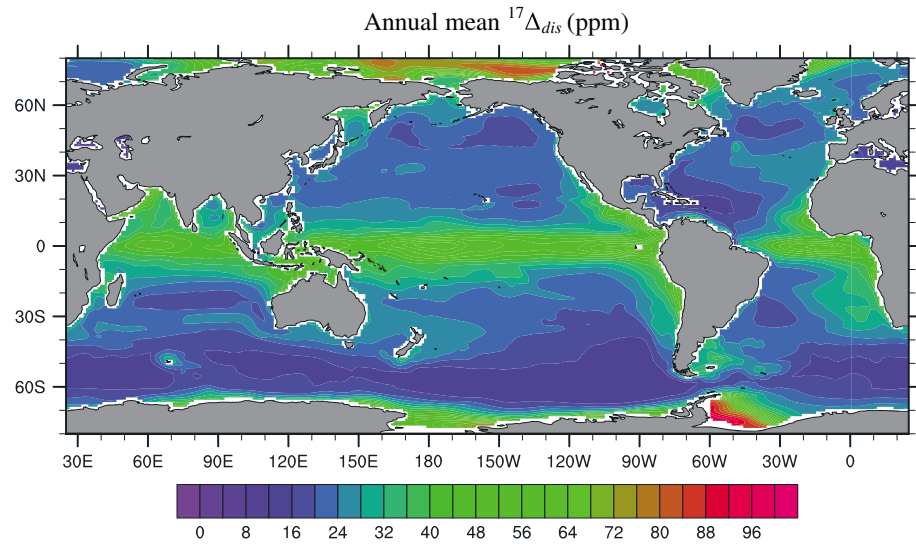 Annual mean ¹⁷Δdis (ppm)
60N
30N
0
30S
60S
30E 60E 90E 120E 150E 180 150W 120W 90W 60W 30W 0
0 8 16 24 32 40 48 56 64 72 80 88 96